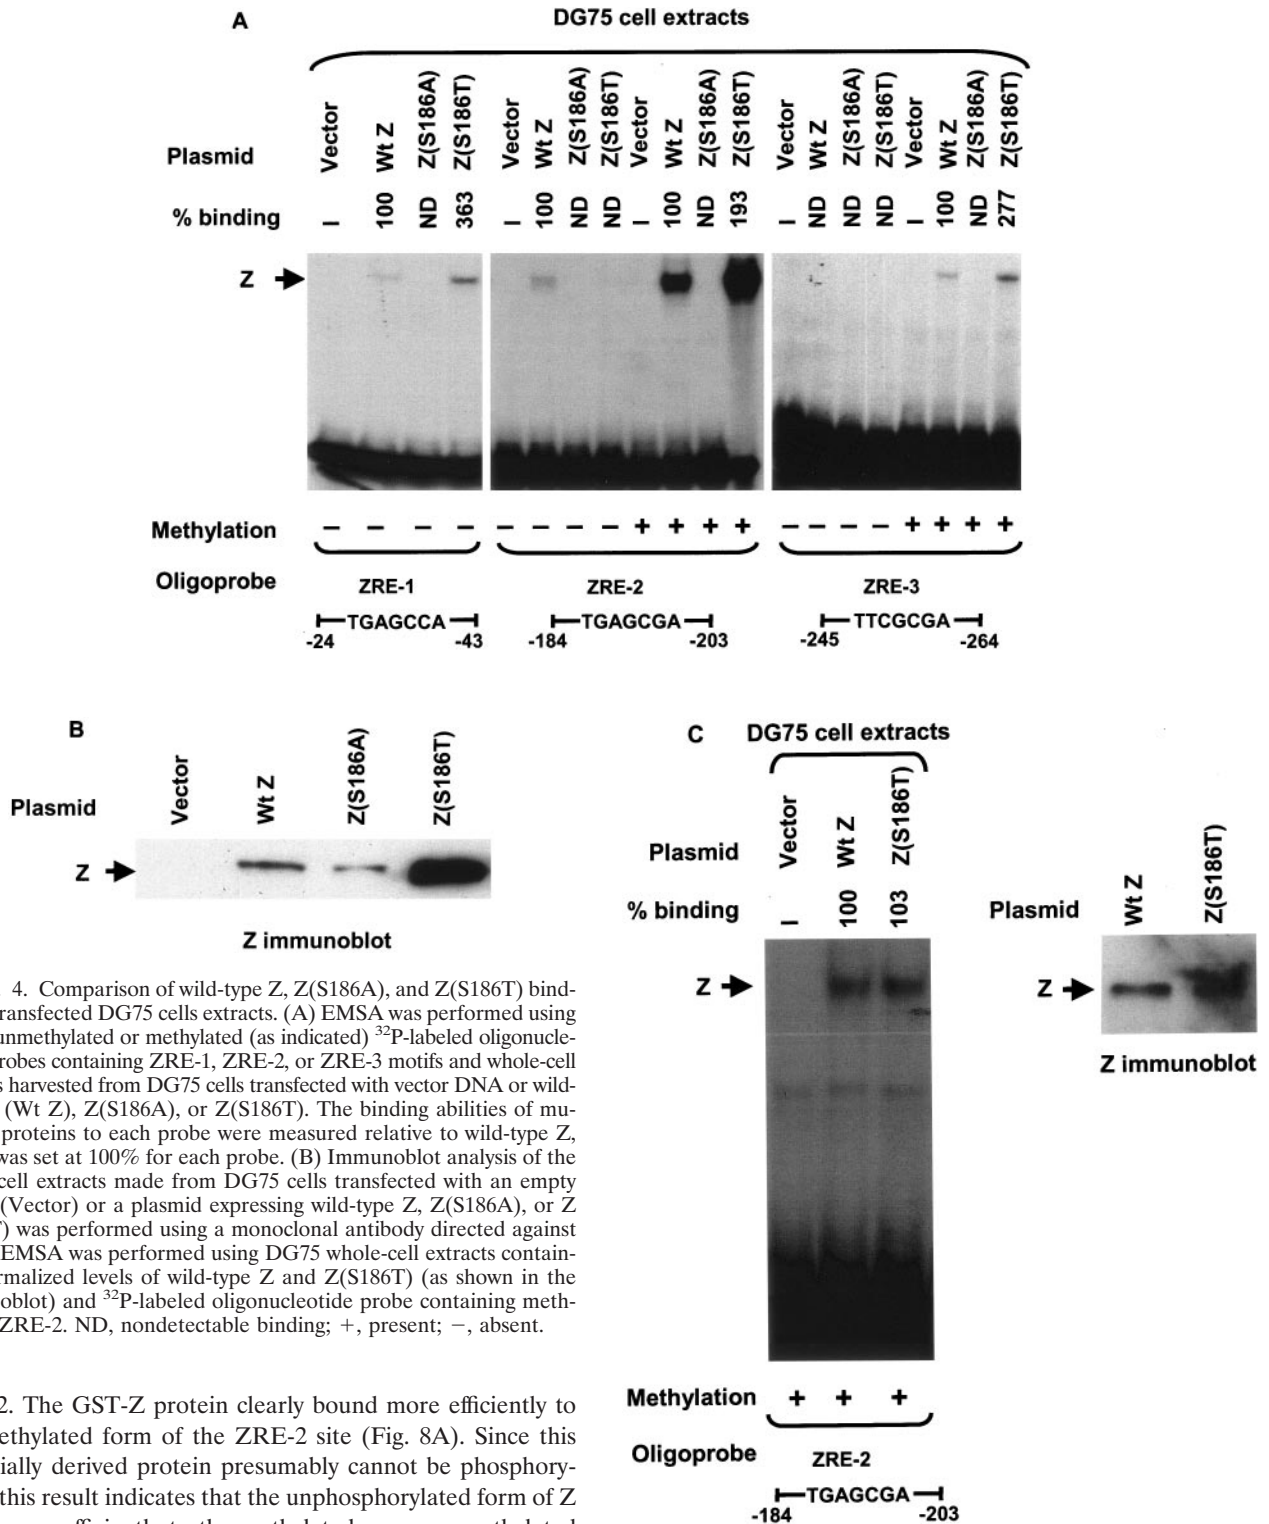 A
DG75 cell extracts
Plasmid
Vector
Wt Z
Z(S186A)
Z(S186T)
Vector
Wt Z
Z(S186A)
Z(S186T)
Vector
Wt Z
Z(S186A)
Z(S186T)
Vector
Wt Z
Z(S186A)
Z(S186T)
Vector
Wt Z
Z(S186A)
Z(S186T)
% binding
– 100 ND 363 – 100 ND ND – 100 ND 193 – ND ND ND – 100 ND 277
Z
Methylation – – – – – – – – + + + + – – – – + + + +
Oligoprobe ZRE-1 ZRE-2 ZRE-3
TGAGCCA TGAGCGA TTCGCGA
-24 -43 -184 -203 -245 -264
B
Plasmid
Vector
Wt Z
Z(S186A)
Z(S186T)
Z
Z immunoblot
4. Comparison of wild-type Z, Z(S186A), and Z(S186T) bind-
ransfected DG75 cells extracts. (A) EMSA was performed using
unmethylated or methylated (as indicated) ³²P-labeled oligonucle-
robes containing ZRE-1, ZRE-2, or ZRE-3 motifs and whole-cell
s harvested from DG75 cells transfected with vector DNA or wild-
(Wt Z), Z(S186A), or Z(S186T). The binding abilities of mu-
proteins to each probe were measured relative to wild-type Z,
was set at 100% for each probe. (B) Immunoblot analysis of the
cell extracts made from DG75 cells transfected with an empty
(Vector) or a plasmid expressing wild-type Z, Z(S186A), or Z
) was performed using a monoclonal antibody directed against
EMSA was performed using DG75 whole-cell extracts contain-
rmalized levels of wild-type Z and Z(S186T) (as shown in the
oblot) and ³²P-labeled oligonucleotide probe containing meth-
ZRE-2. ND, nondetectable binding; +, present; −, absent.
2. The GST-Z protein clearly bound more efficiently to
ethylated form of the ZRE-2 site (Fig. 8A). Since this
ially derived protein presumably cannot be phosphory-
this result indicates that the unphosphorylated form of Z
C
DG75 cell extracts
Plasmid
Vector
Wt Z
Z(S186T)
% binding
– 100 103
Z
Methylation + + +
Oligoprobe ZRE-2
TGAGCGA
-184 -203
Plasmid
Wt Z
Z(S186T)
Z
Z immunoblot